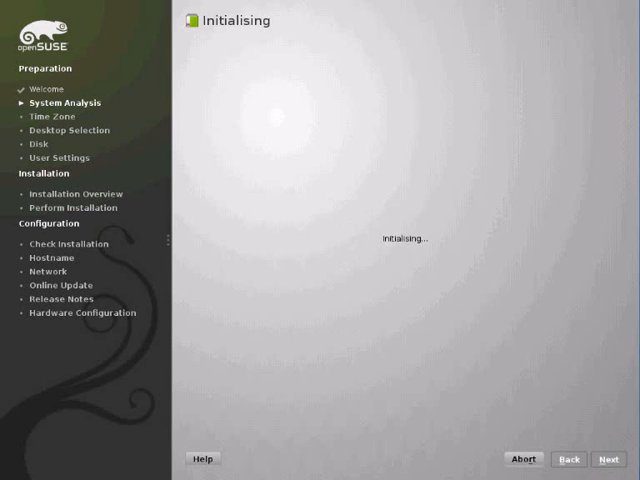 openSUSE
Preparation
Welcome
System Analysis
Time Zone
Desktop Selection
Disk
User Settings
Installation
Installation Overview
Perform Installation
Configuration
Check Installation
Hostname
Network
Online Update
Release Notes
Hardware Configuration
Initialising
Initialising...
Help
Abort
Back
Next